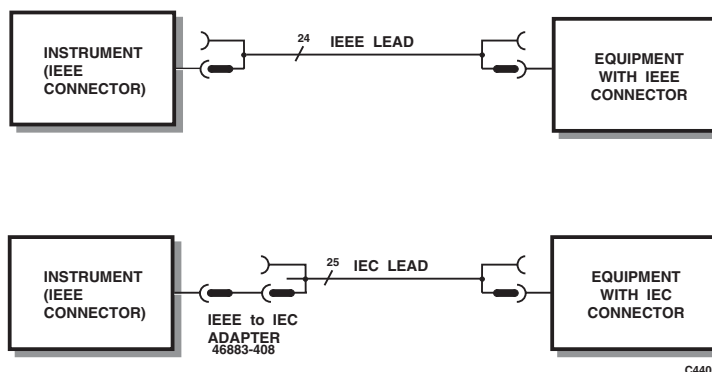 INSTRUMENT
(IEEE
CONNECTOR)
24
IEEE LEAD
EQUIPMENT
WITH IEEE
CONNECTOR
INSTRUMENT
(IEEE
CONNECTOR)
25
IEC LEAD
IEEE to IEC
ADAPTER
46883-408
EQUIPMENT
WITH IEC
CONNECTOR
C4403